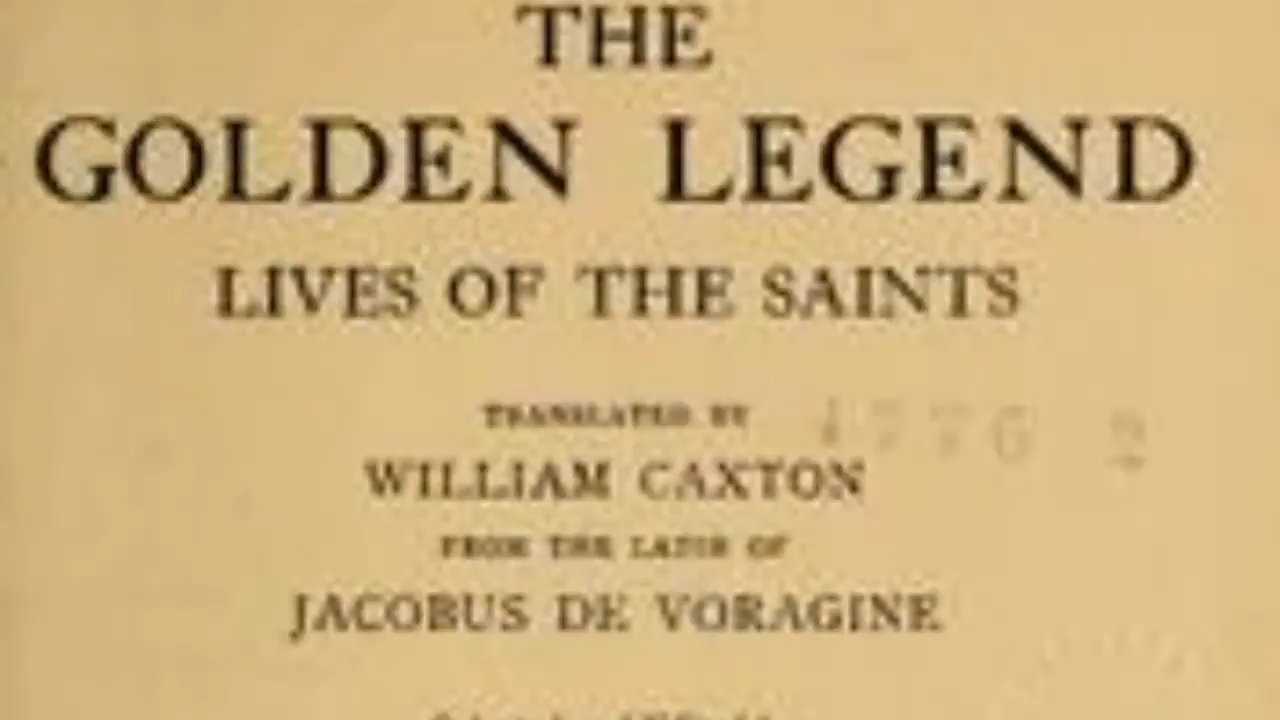 THE
GOLDEN LEGEND
LIVES OF THE SAINTS
TRANSLATED BY
WILLIAM CAXTON
FROM THE LATIN OF
JACOBUS DE VORAGINE